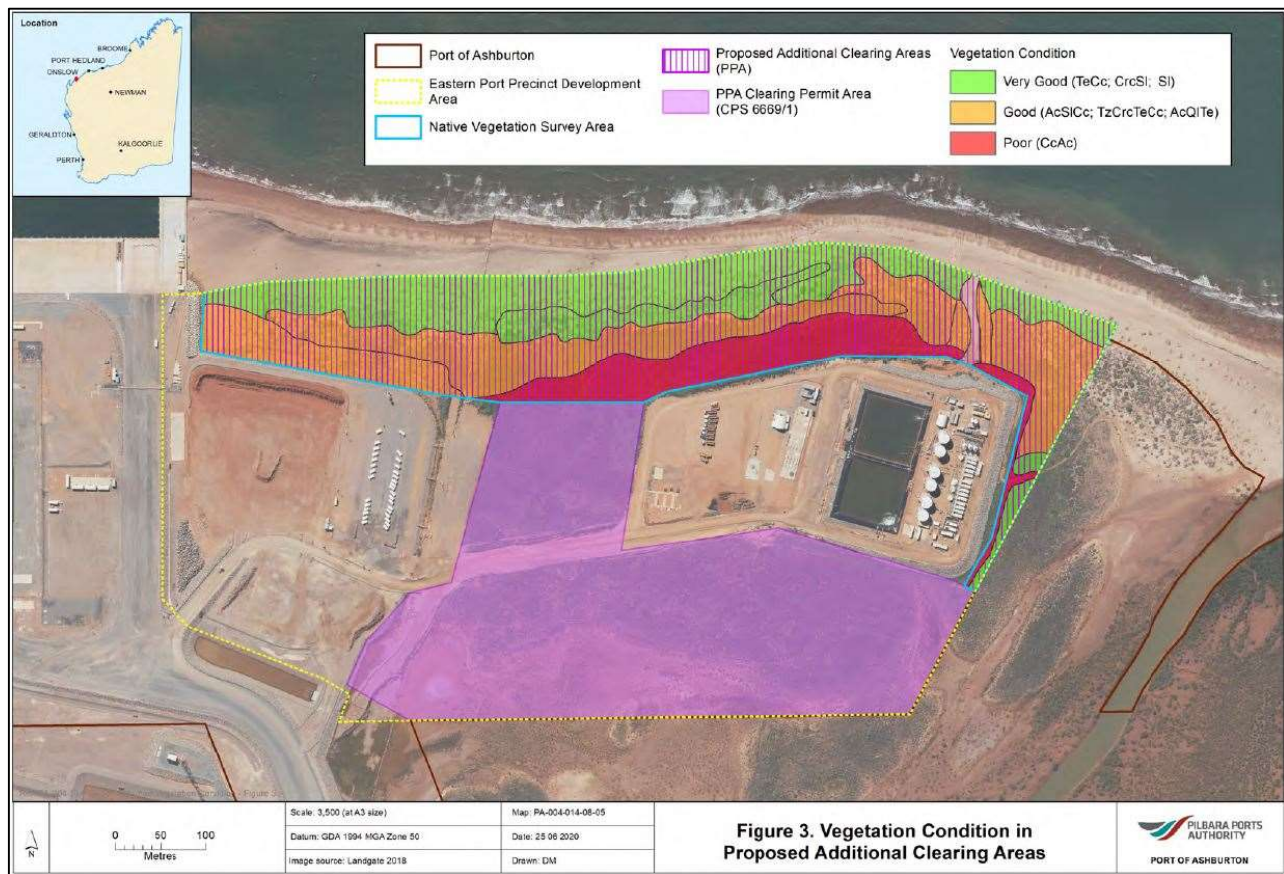 Location
BROOME
PORT HEDLAND
ONSLOW
NEWMAN
GERALDTON
KALGOORLIE
PERTH
Port of Ashburton
Eastern Port Precinct Development
Area
Native Vegetation Survey Area
Proposed Additional Clearing Areas
(PPA)
PPA Clearing Permit Area
(CPS 6669/1)
Vegetation Condition
Very Good (TeCc; CrcSl; Sl)
Good (AcSlCc; TzCrcTeCc; AcQlTe)
Poor (CcAc)
N
0 50 100
Metres
Scale: 3,500 (at A3 size)
Datum: GDA 1994 MGA Zone 50
Image source: Landgate 2018
Map: PA-004-014-08-05
Date: 25 06 2020
Drawn: DM
Figure 3. Vegetation Condition in
Proposed Additional Clearing Areas
PILBARA PORTS
AUTHORITY
PORT OF ASHBURTON